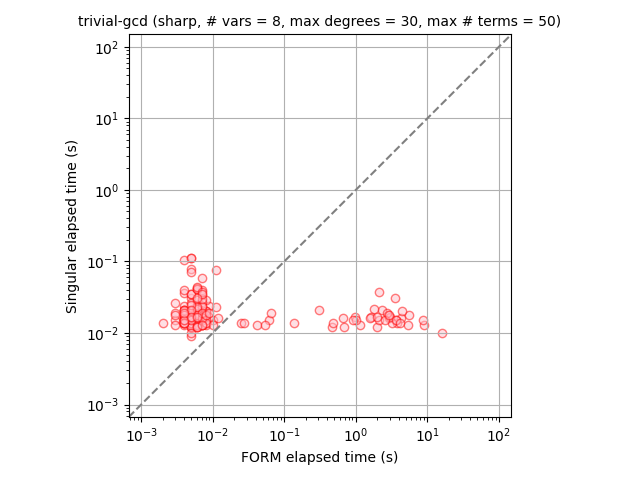 trivial-gcd (sharp, # vars = 8, max degrees = 30, max # terms = 50)
Singular elapsed time (s)
10²
10¹
10⁰
10⁻¹
10⁻²
10⁻³
10⁻³ 10⁻² 10⁻¹ 10⁰ 10¹ 10²
FORM elapsed time (s)